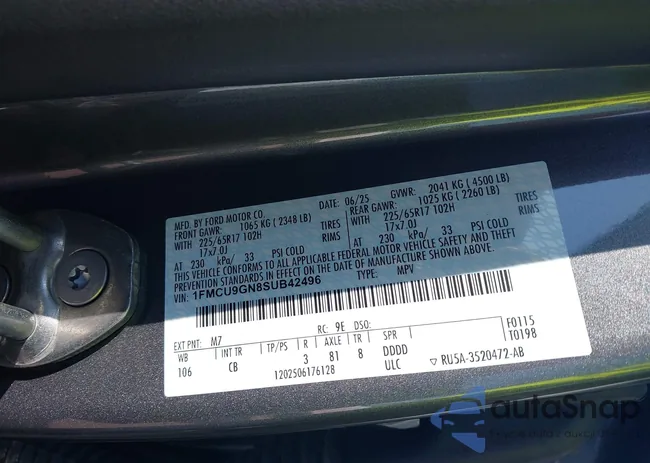 MFD. BY FORD MOTOR CO.
DATE: 06/25 GVWR: 2041 KG (4500 LB)
FRONT GAWR: 1065 KG (2348 LB) REAR GAWR: 1025 KG (2260 LB)
WITH 225/65R17 102H TIRES WITH 225/65R17 102H TIRES
17x7.0J RIMS 17x7.0J RIMS
AT 230 kPa/ 33 PSI COLD AT 230 kPa/ 33 PSI COLD
THIS VEHICLE CONFORMS TO ALL APPLICABLE FEDERAL MOTOR VEHICLE SAFETY AND THEFT
PREVENTION STANDARDS IN EFFECT ON THE DATE OF MANUFACTURE SHOWN ABOVE.
VIN: 1FMCU9GN8SUB42496 TYPE: MPV
EXT PNT: M7 RC: 9E DSO: F0115
WB INT TR TP/PS R AXLE TR SPR T0198
106 CB 3 81 8 DDDD
1202506176128 ULC ▽ RU5A-3520472-AB
autoSnap